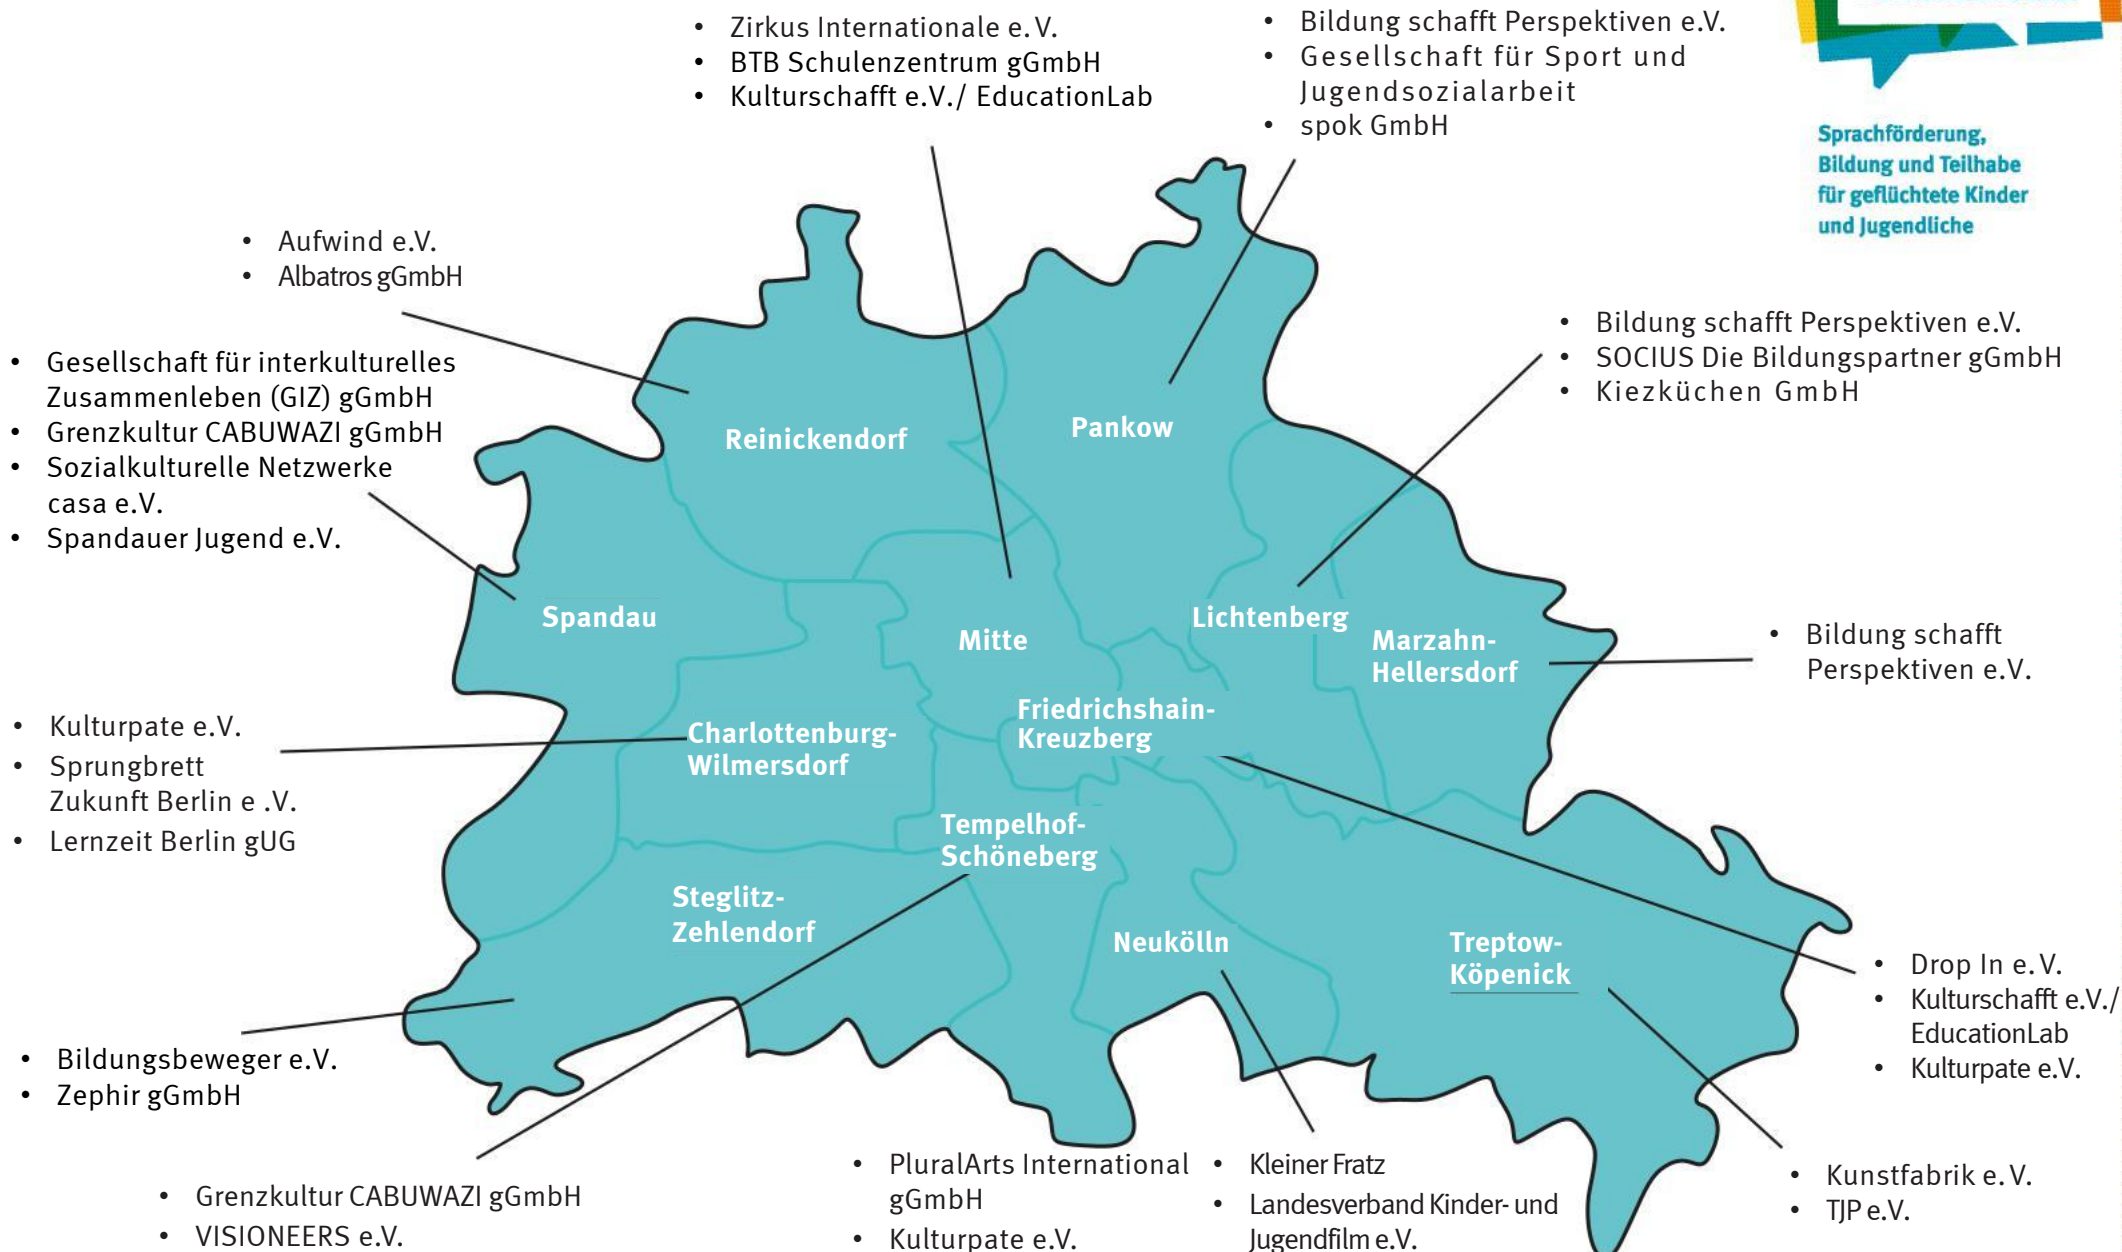 • Zirkus Internationale e.V.
• BTB Schulenzentrum gGmbH
• Kulturschafft e.V./ EducationLab
• Bildung schafft Perspektiven e.V.
• Gesellschaft für Sport und
Jugendsozialarbeit
• spok GmbH
Sprachförderung,
Bildung und Teilhabe
für geflüchtete Kinder
und Jugendliche
• Aufwind e.V.
• Albatros gGmbH
• Bildung schafft Perspektiven e.V.
• SOCIUS Die Bildungspartner gGmbH
• Kiezküchen GmbH
• Gesellschaft für interkulturelles
Zusammenleben (GIZ) gGmbH
• Grenzkultur CABUWAZI gGmbH
• Sozialkulturelle Netzwerke
casa e.V.
• Spandauer Jugend e.V.
Reinickendorf
Pankow
Spandau
Mitte
Lichtenberg
Marzahn-
Hellersdorf
• Bildung schafft
Perspektiven e.V.
• Kulturpate e.V.
• Sprungbrett
Zukunft Berlin e .V.
• Lernzeit Berlin gUG
Charlottenburg-
Wilmersdorf
Friedrichshain-
Kreuzberg
Tempelhof-
Schöneberg
Steglitz-
Zehlendorf
Neukölln
Treptow-
Köpenick
• Drop In e.V.
• Kulturschafft e.V./
EducationLab
• Kulturpate e.V.
• Bildungsbeweger e.V.
• Zephir gGmbH
• Grenzkultur CABUWAZI gGmbH
• VISIONEERS e.V.
• PluralArts International
gGmbH
• Kulturpate e.V.
• Kleiner Fratz
• Landesverband Kinder- und
Jugendfilm e.V.
• Kunstfabrik e.V.
• TJP e.V.